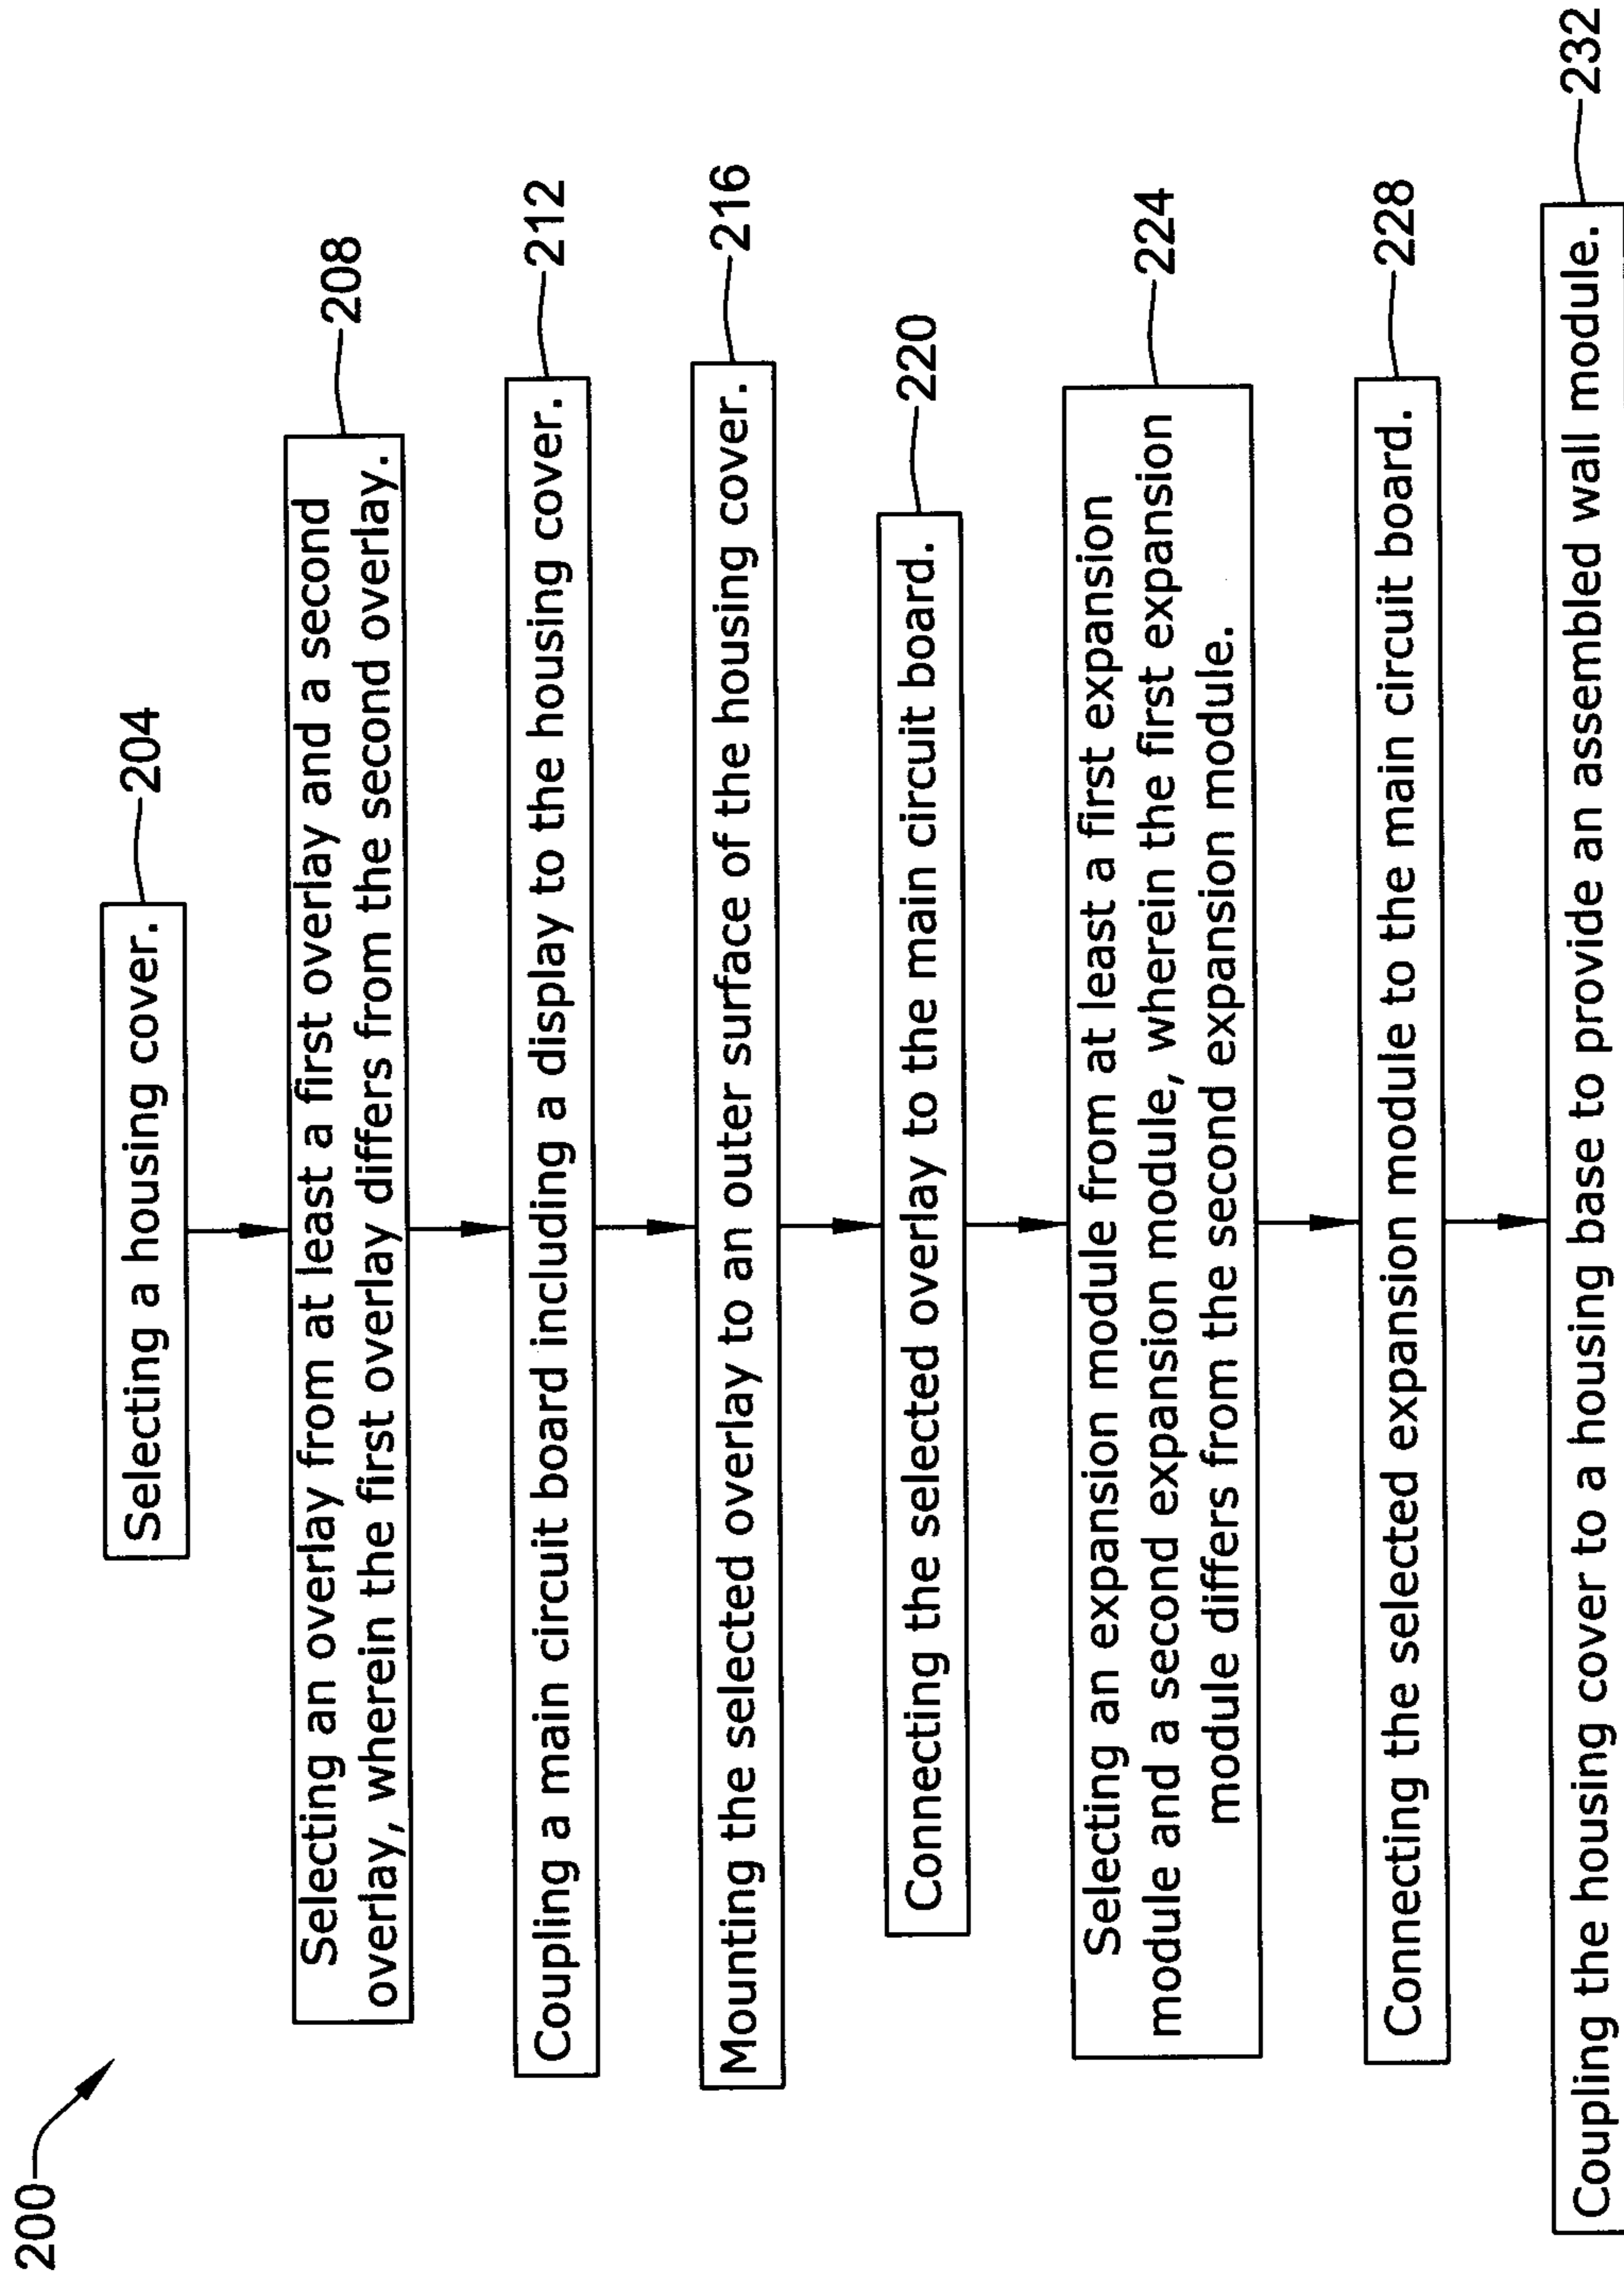 200
Selecting a housing cover.
204
Selecting an overlay from at least a first overlay and a second
overlay, wherein the first overlay differs from the second overlay.
208
Coupling a main circuit board including a display to the housing cover.
212
Mounting the selected overlay to an outer surface of the housing cover.
216
Connecting the selected overlay to the main circuit board.
220
Selecting an expansion module from at least a first expansion
module and a second expansion module, wherein the first expansion
module differs from the second expansion module.
224
Connecting the selected expansion module to the main circuit board.
228
Coupling the housing cover to a housing base to provide an assembled wall module.
232